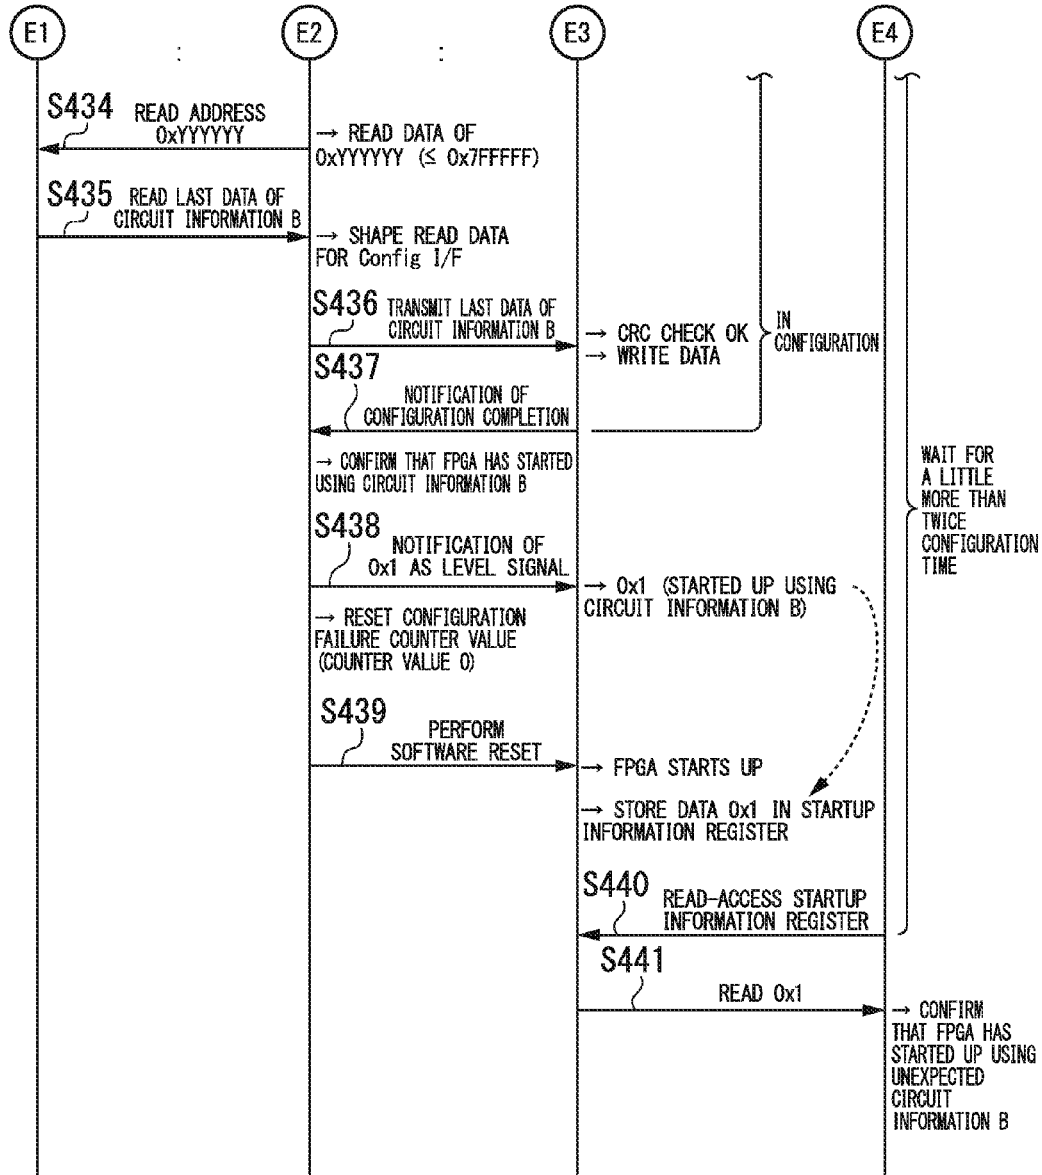 E1
E2
E3
E4
:
:
S434
READ ADDRESS
0xYYYYYY
→ READ DATA OF
0xYYYYYY (≤ 0x7FFFFF)
S435
READ LAST DATA OF
CIRCUIT INFORMATION B
→ SHAPE READ DATA
FOR Config I/F
S436
TRANSMIT LAST DATA OF
CIRCUIT INFORMATION B
→ CRC CHECK OK
→ WRITE DATA
IN
CONFIGURATION
S437
NOTIFICATION OF
CONFIGURATION COMPLETION
→ CONFIRM THAT FPGA HAS STARTED
USING CIRCUIT INFORMATION B
WAIT FOR
A LITTLE
MORE THAN
TWICE
CONFIGURATION
TIME
S438
NOTIFICATION OF
0x1 AS LEVEL SIGNAL
→ 0x1 (STARTED UP USING
CIRCUIT INFORMATION B)
→ RESET CONFIGURATION
FAILURE COUNTER VALUE
(COUNTER VALUE 0)
S439
PERFORM
SOFTWARE RESET
→ FPGA STARTS UP
→ STORE DATA 0x1 IN STARTUP
INFORMATION REGISTER
S440
READ-ACCESS STARTUP
INFORMATION REGISTER
S441
READ 0x1
→ CONFIRM
THAT FPGA HAS
STARTED UP USING
UNEXPECTED
CIRCUIT
INFORMATION B